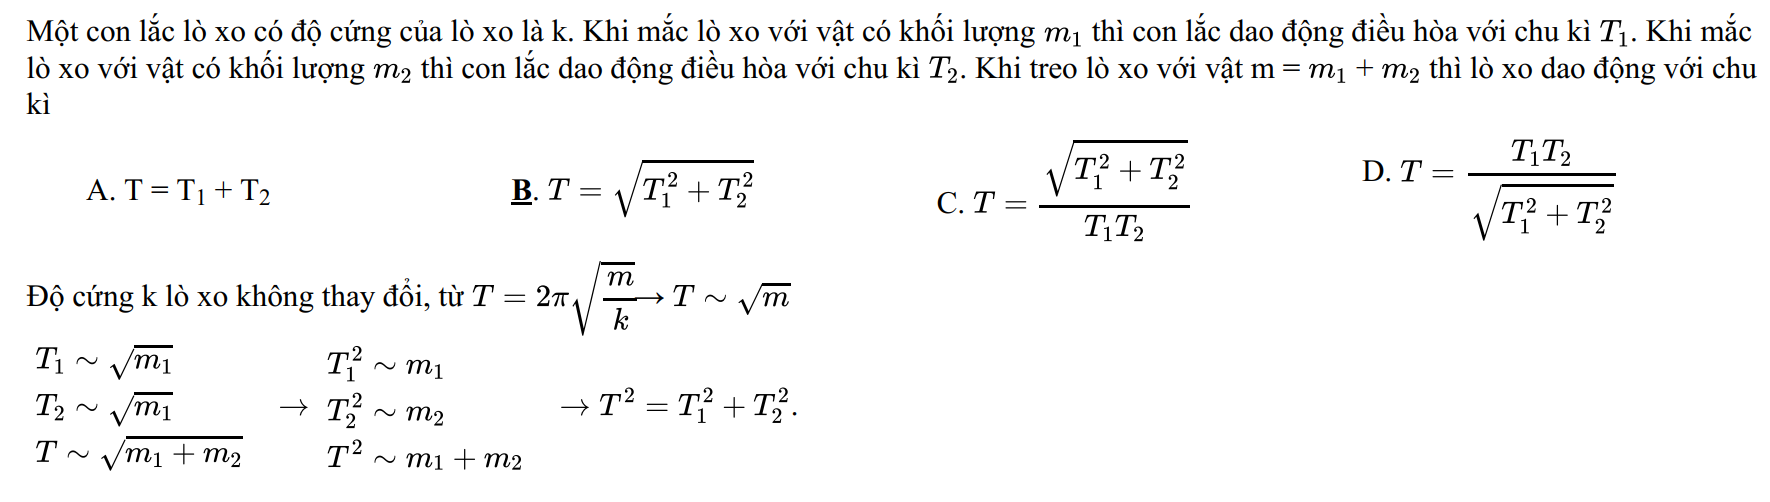 Một con lắc lò xo có độ cứng của lò xo là k. Khi mắc lò xo với vật có khối lượng $m_1$ thì con lắc dao động điều hòa với chu kì $T_1$. Khi mắc
lò xo với vật có khối lượng $m_2$ thì con lắc dao động điều hòa với chu kì $T_2$. Khi treo lò xo với vật m = $m_1 + m_2$ thì lò xo dao động với chu
kì
A. T = T₁ + T₂ B. $T = \sqrt{T_1^2 + T_2^2}$ C. $T = \frac{\sqrt{T_1^2 + T_2^2}}{T_1 T_2}$ D. $T = \frac{T_1 T_2}{\sqrt{T_1^2 + T_2^2}}$
Độ cứng k lò xo không thay đổi, từ $T = 2\pi\sqrt{\frac{m}{k}} \rightarrow T \sim \sqrt{m}$
$T_1 \sim \sqrt{m_1}$ $T_1^2 \sim m_1$
$T_2 \sim \sqrt{m_1}$ $\rightarrow$ $T_2^2 \sim m_2$ $\rightarrow T^2 = T_1^2 + T_2^2.$
$T \sim \sqrt{m_1 + m_2}$ $T^2 \sim m_1 + m_2$